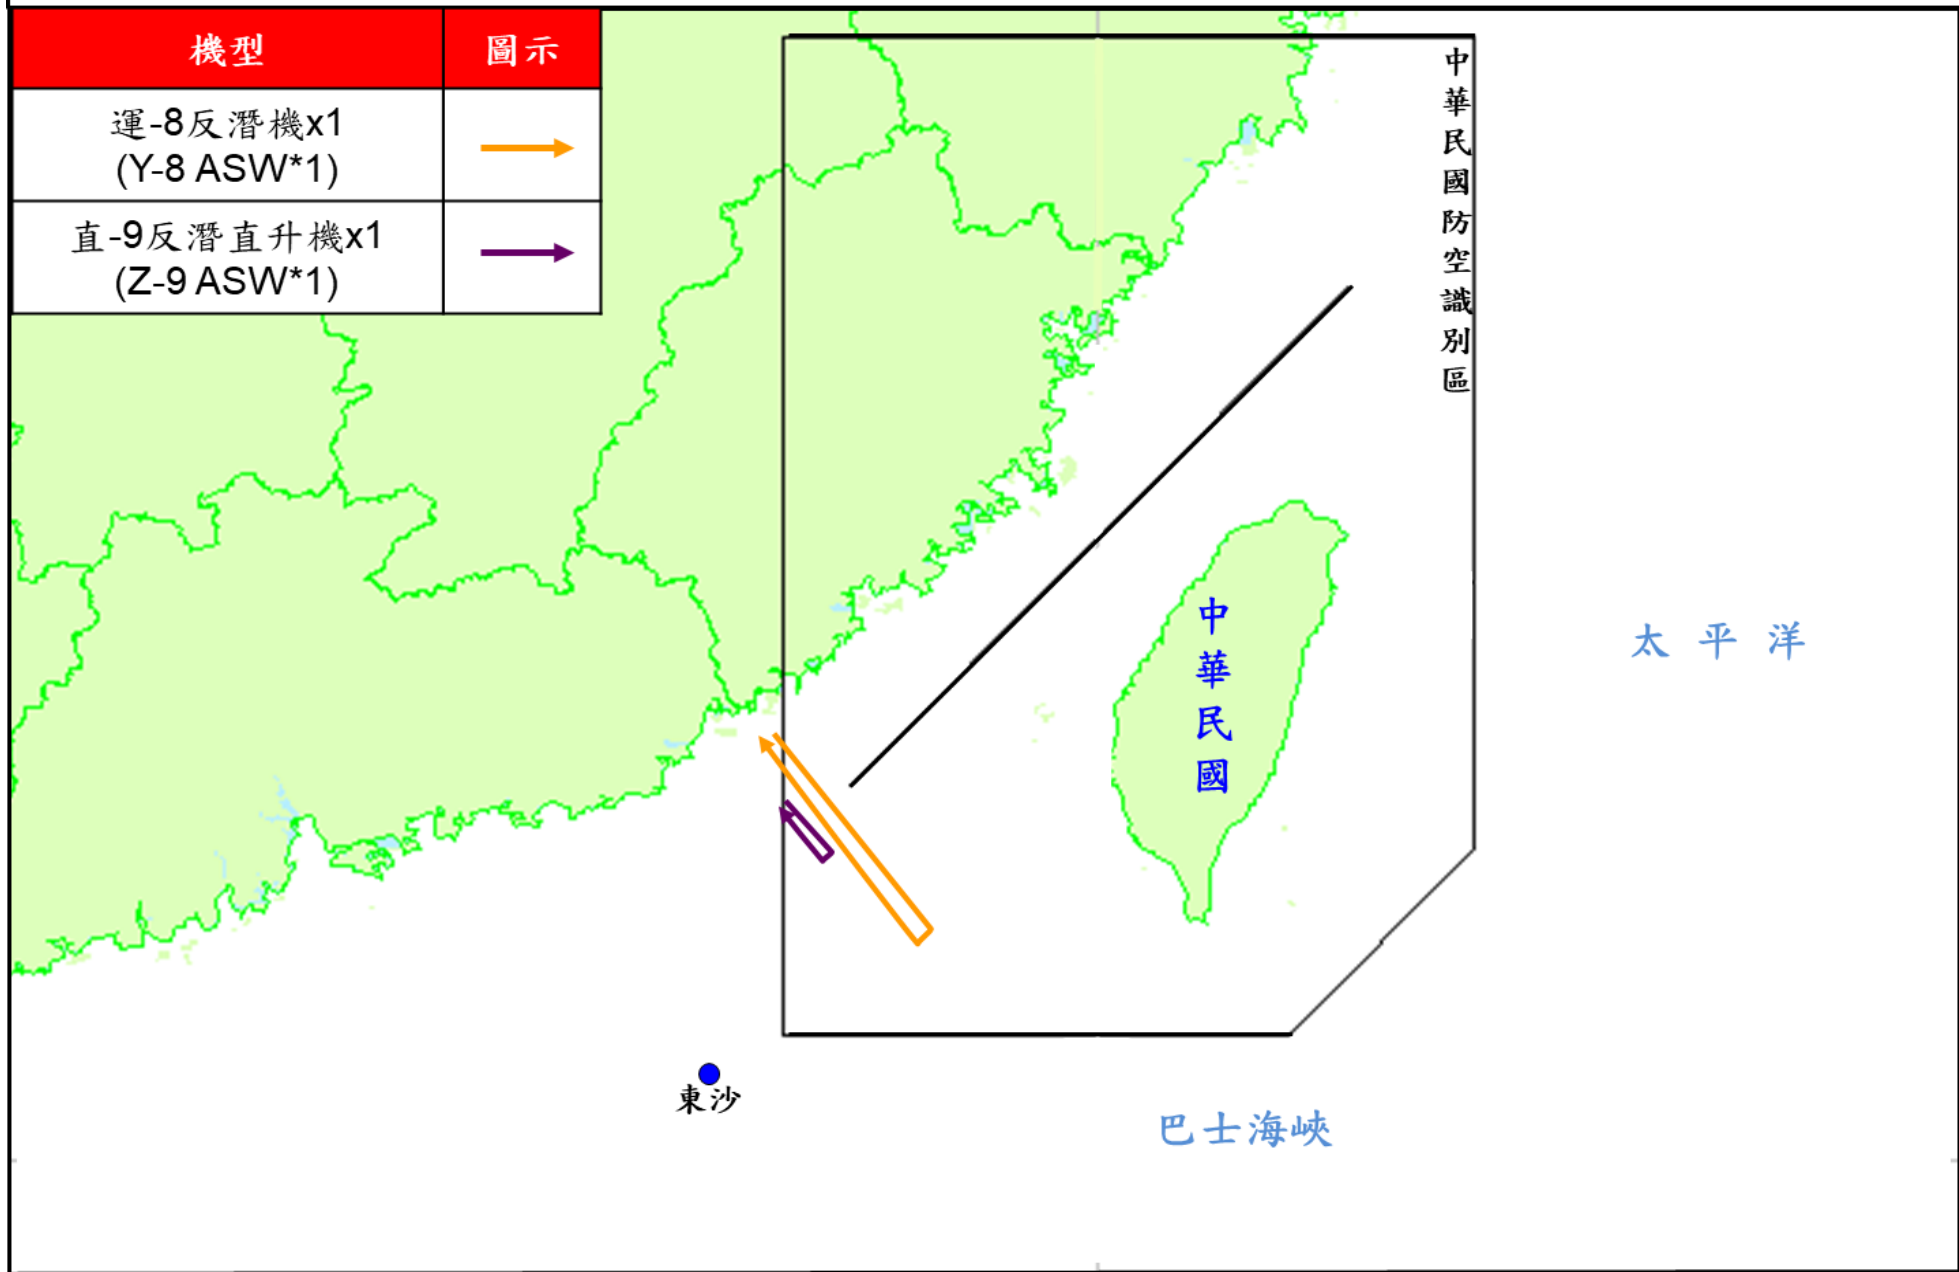 機型
圖示
運-8反潛機x1
(Y-8 ASW*1)
直-9反潛直升機x1
(Z-9 ASW*1)
中華民國防空識別區
中華民國
太平洋
東沙
巴士海峽